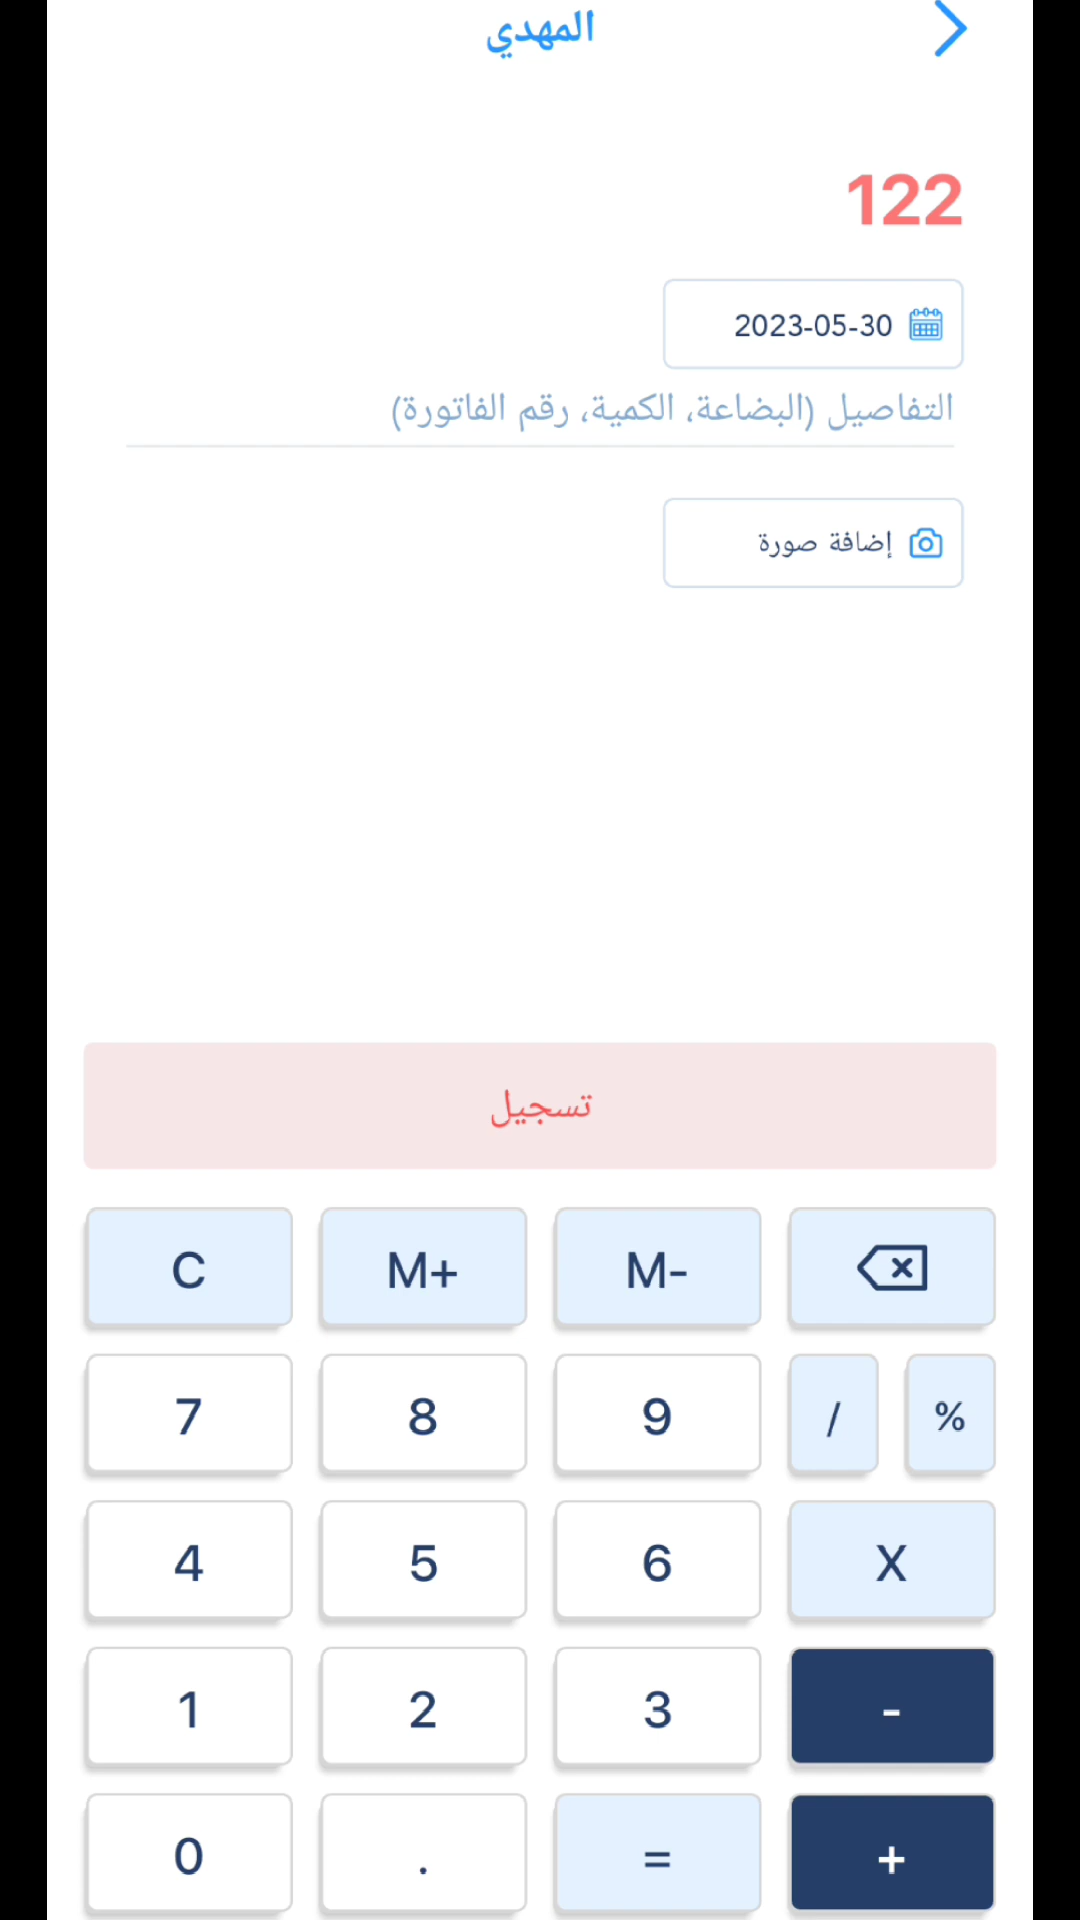 المهدي
122
2023-05-30
التفاصيل (البضاعة، الكمية، رقم الفاتورة)
إضافة صورة
تسجيل
C M+ M-
7 8 9 / %
4 5 6 X
1 2 3 -
0 . = +